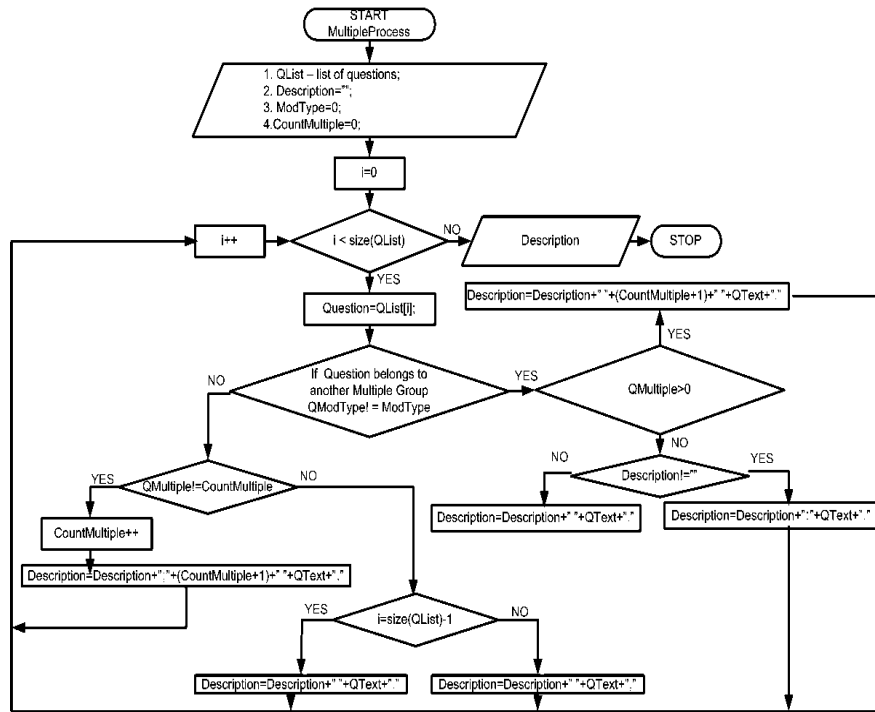 START
MultipleProcess
1. QList – list of questions;
2. Description="";
3. ModType=0;
4.CountMultiple=0;
i=0
i++
i < size(QList)
NO
Description
STOP
YES
Question=QList[i];
Description=Description+" "+(CountMultiple+1)+" "+QText+"."
YES
If Question belongs to
another Multiple Group
QModType! = ModType
NO
YES
QMultiple>0
NO
QMultiple!=CountMultiple
YES
NO
Description!=""
NO
YES
CountMultiple++
Description=Description+" "+QText+"."
Description=Description+":"+QText+"."
Description=Description+";"+(CountMultiple+1)+" "+QText+"."
i=size(QList)-1
YES
NO
Description=Description+" "+QText+"."
Description=Description+" "+QText+","